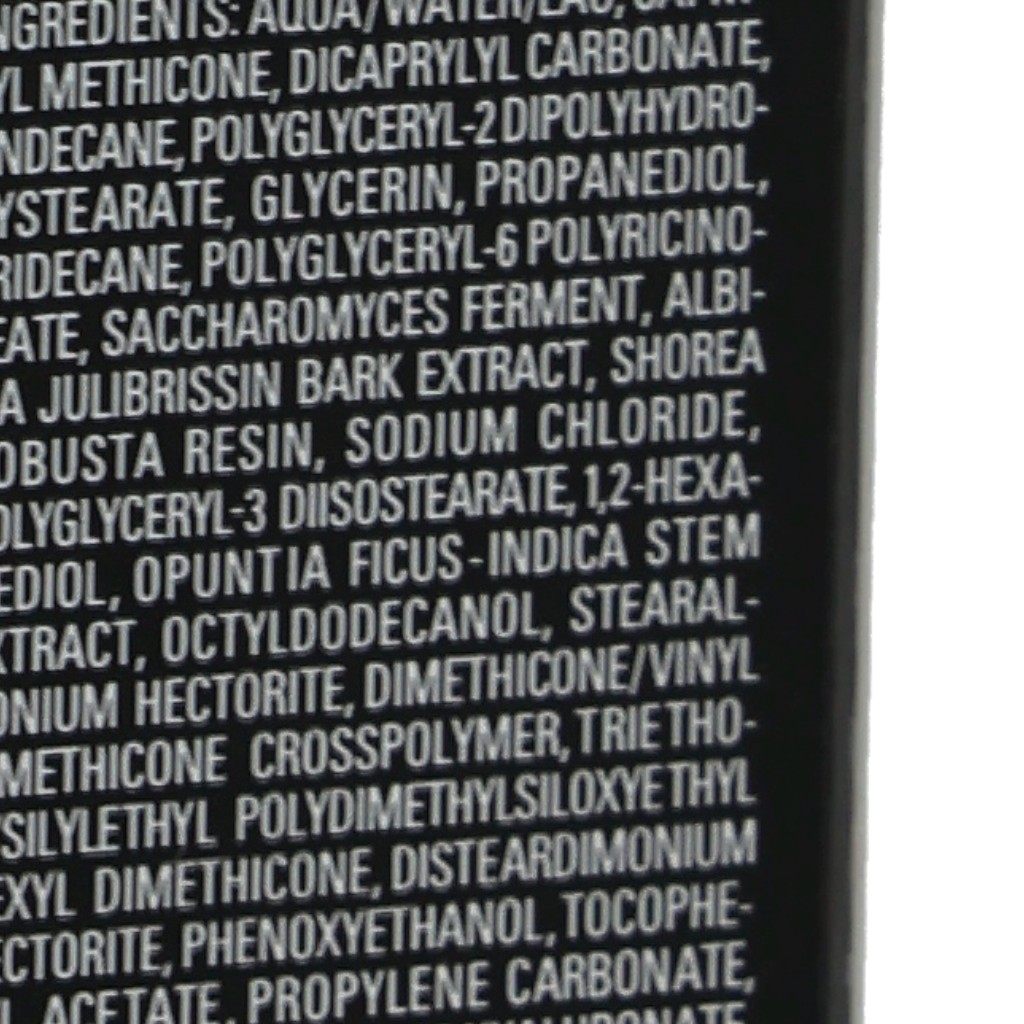 NGREDIENTS: AQUA/WATER/EAU,
YL METHICONE, DICAPRYLYL CARBONATE,
NDECANE, POLYGLYCERYL-2 DIPOLYHYDRO-
YSTEARATE, GLYCERIN, PROPANEDIOL,
RIDECANE, POLYGLYCERYL-6 POLYRICINO-
EATE, SACCHAROMYCES FERMENT, ALBI-
A JULIBRISSIN BARK EXTRACT, SHOREA
OBUSTA RESIN, SODIUM CHLORIDE,
OLYGLYCERYL-3 DIISOSTEARATE, 1,2-HEXA-
EDIOL, OPUNTIA FICUS-INDICA STEM
XTRACT, OCTYLDODECANOL, STEARAL-
ONIUM HECTORITE, DIMETHICONE/VINYL
METHICONE CROSSPOLYMER, TRIETHO-
SILYLETHYL POLYDIMETHYLSILOXYETHYL
EXYL DIMETHICONE, DISTEARDIMONIUM
ECTORITE, PHENOXYETHANOL, TOCOPHE-
L ACETATE, PROPYLENE CARBONATE,